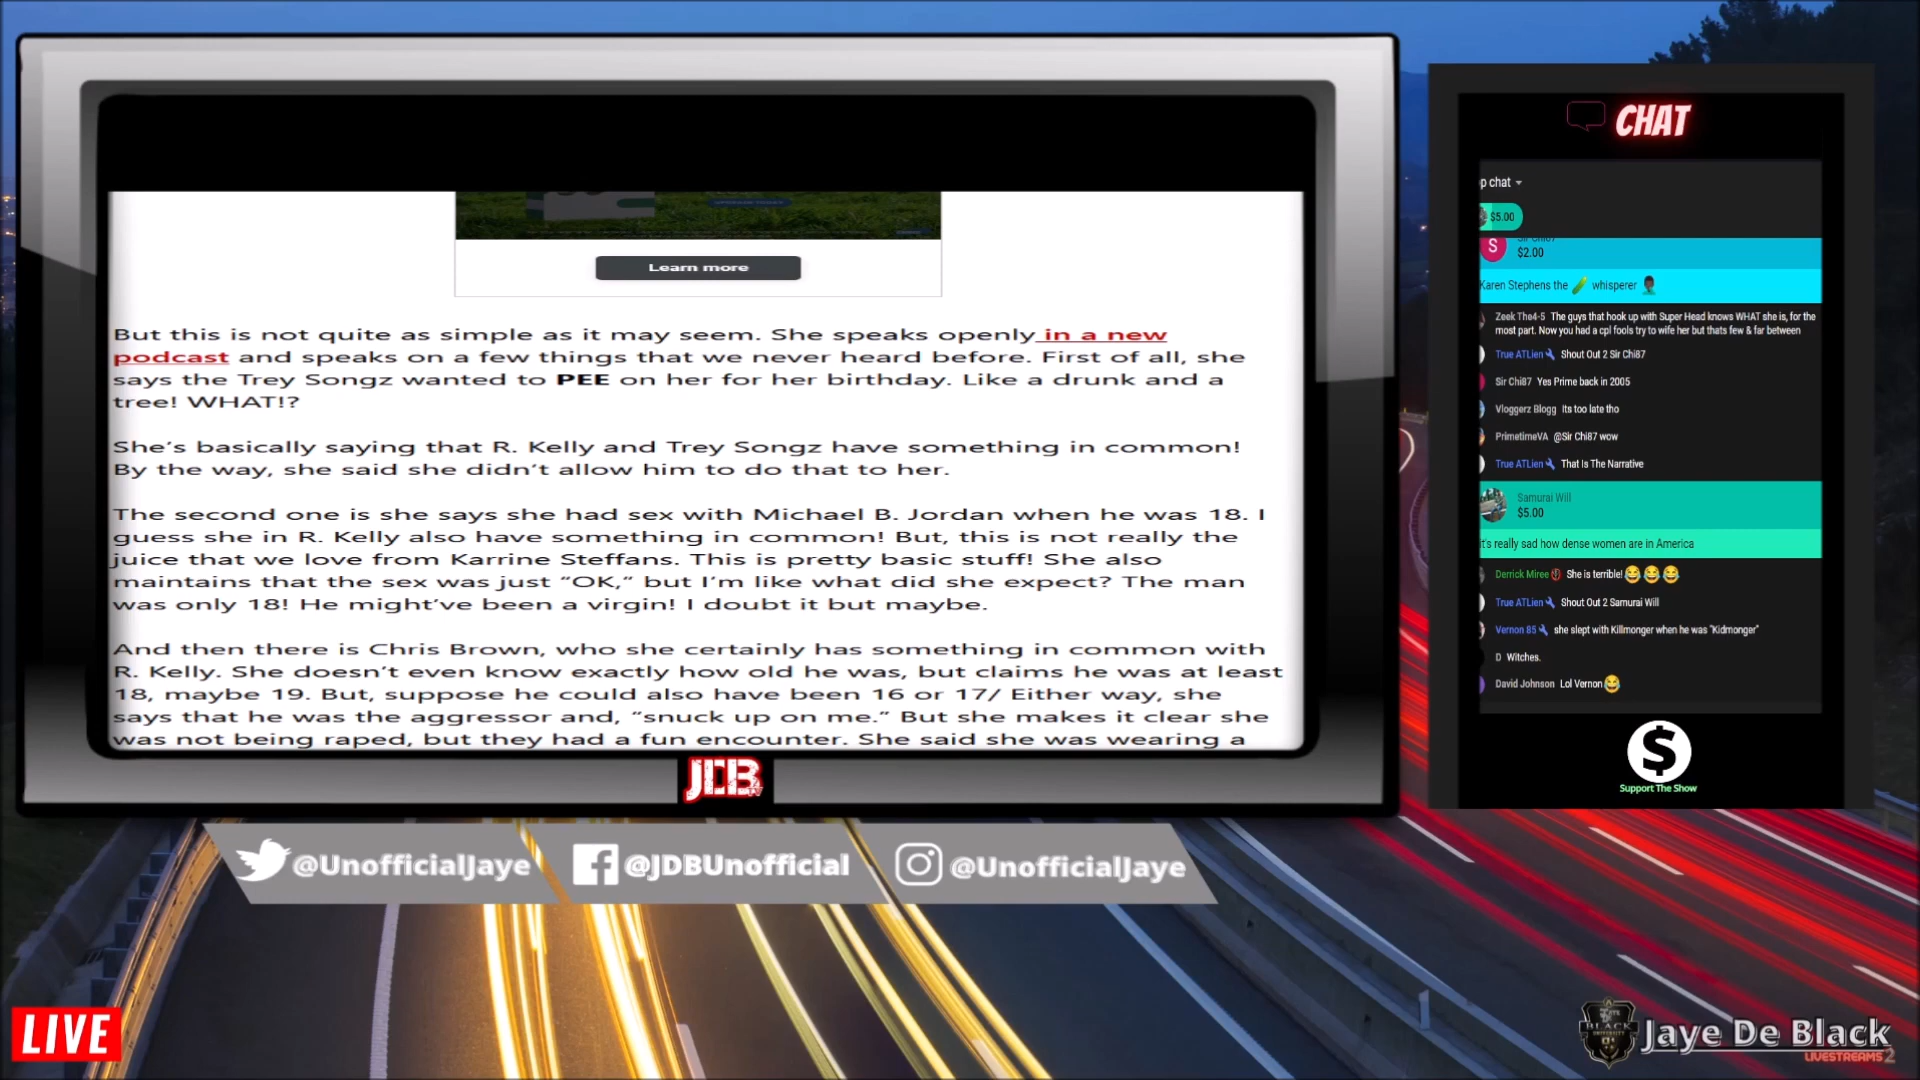 Learn more
But this is not quite as simple as it may seem. She speaks openly in a new
podcast and speaks on a few things that we never heard before. First of all, she
says the Trey Songz wanted to PEE on her for her birthday. Like a drunk and a
tree! WHAT!?
She's basically saying that R. Kelly and Trey Songz have something in common!
By the way, she said she didn't allow him to do that to her.
The second one is she says she had sex with Michael B. Jordan when he was 18. I
guess she in R. Kelly also have something in common! But, this is not really the
juice that we love from Karrine Steffans. This is pretty basic stuff! She also
maintains that the sex was just “OK,” but I'm like what did she expect? The man
was only 18! He might've been a virgin! I doubt it but maybe.
And then there is Chris Brown, who she certainly has something in common with
R. Kelly. She doesn't even know exactly how old he was, but claims he was at least
18, maybe 19. But, suppose he could also have been 16 or 17/ Either way, she
says that he was the aggressor and, “snuck up on me.” But she makes it clear she
was not being raped, but they had a fun encounter. She said she was wearing a
JDB
TV
@UnofficialJaye
@JDBUnofficial
@UnofficialJaye
LIVE
CHAT
p chat
$5.00
S
Sir Chi87
$2.00
Karen Stephens the whisperer
Zeek The4-5 The guys that hook up with Super Head knows WHAT she is, for the
most part. Now you had a cpl fools try to wife her but thats few & far between
True ATLien Shout Out 2 Sir Chi87
Sir Chi87 Yes Prime back in 2005
Vloggerz Blogg Its too late tho
PrimetimeVA @Sir Chi87 wow
True ATLien That Is The Narrative
Samurai Will
$5.00
it's really sad how dense women are in America
Derrick Miree She is terrible!
True ATLien Shout Out 2 Samurai Will
Vernon 85 she slept with Killmonger when he was "Kidmonger"
D Witches.
David Johnson Lol Vernon
$
Support The Show
Jaye De Black
LIVESTREAMS 2